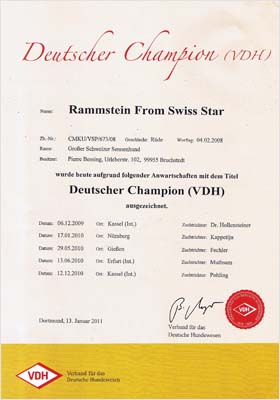 Deutscher Champion (VDH)
Name: Rammstein From Swiss Star
Zb.-Nr.: CMKU/VSP/673/08 Geschlecht: Rüde Wurftag: 04.02.2008
Rasse: Großer Schweizer Sennenhund
Besitzer: Pierre Bessing, Urleberstr. 102, 99955 Bruchstedt
wurde heute aufgrund folgender Anwartschaften mit dem Titel
Deutscher Champion (VDH)
ausgezeichnet.
Datum: 06.12.2009 Ort: Kassel (Int.) Zuchtrichter: Dr. Hollensteiner
Datum: 17.01.2010 Ort: Nürnberg Zuchtrichter: Kappetijn
Datum: 29.05.2010 Ort: Gießen Zuchtrichter: Fechler
Datum: 13.06.2010 Ort: Erfurt (Int.) Zuchtrichter:
Datum: 12.12.2010 Ort: Kassel (Int.) Zuchtrichter: Pohling
Dortmund, 13. Januar 2011
Verband für das
Deutsche Hundewesen
VDH
VDH
Verband für das
Deutsche Hundewesen